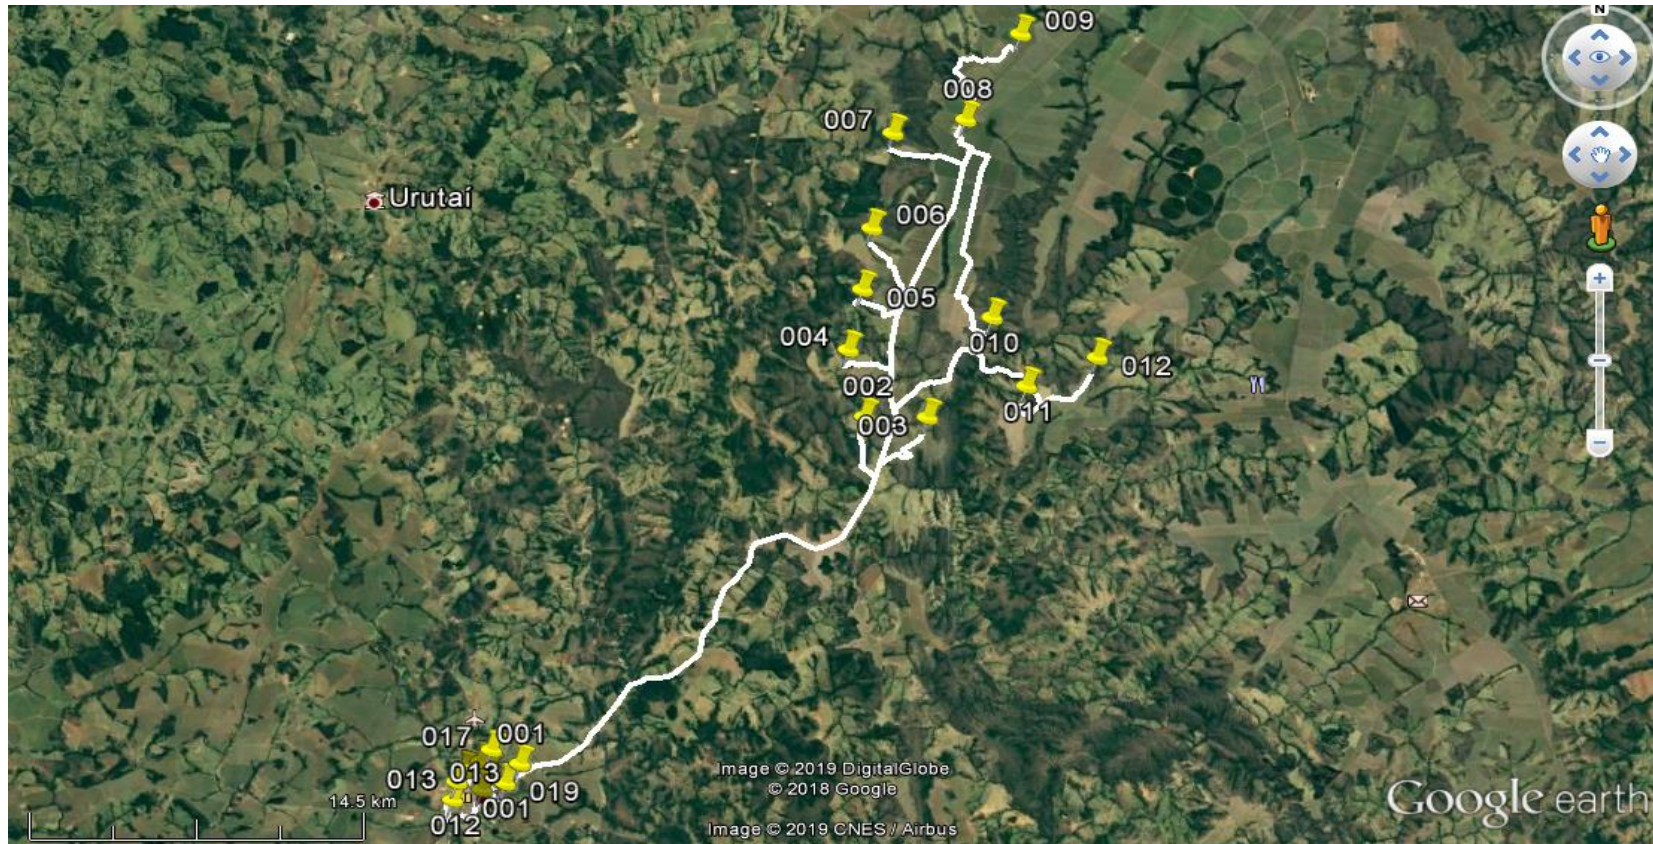 N
009
008
007
Urutaí
006
005
004
010
012
002
011
003
017
001
013
013
019
14.5 km
001
012
Image © 2019 DigitalGlobe
© 2018 Google
Image © 2019 CNES / Airbus
Google earth